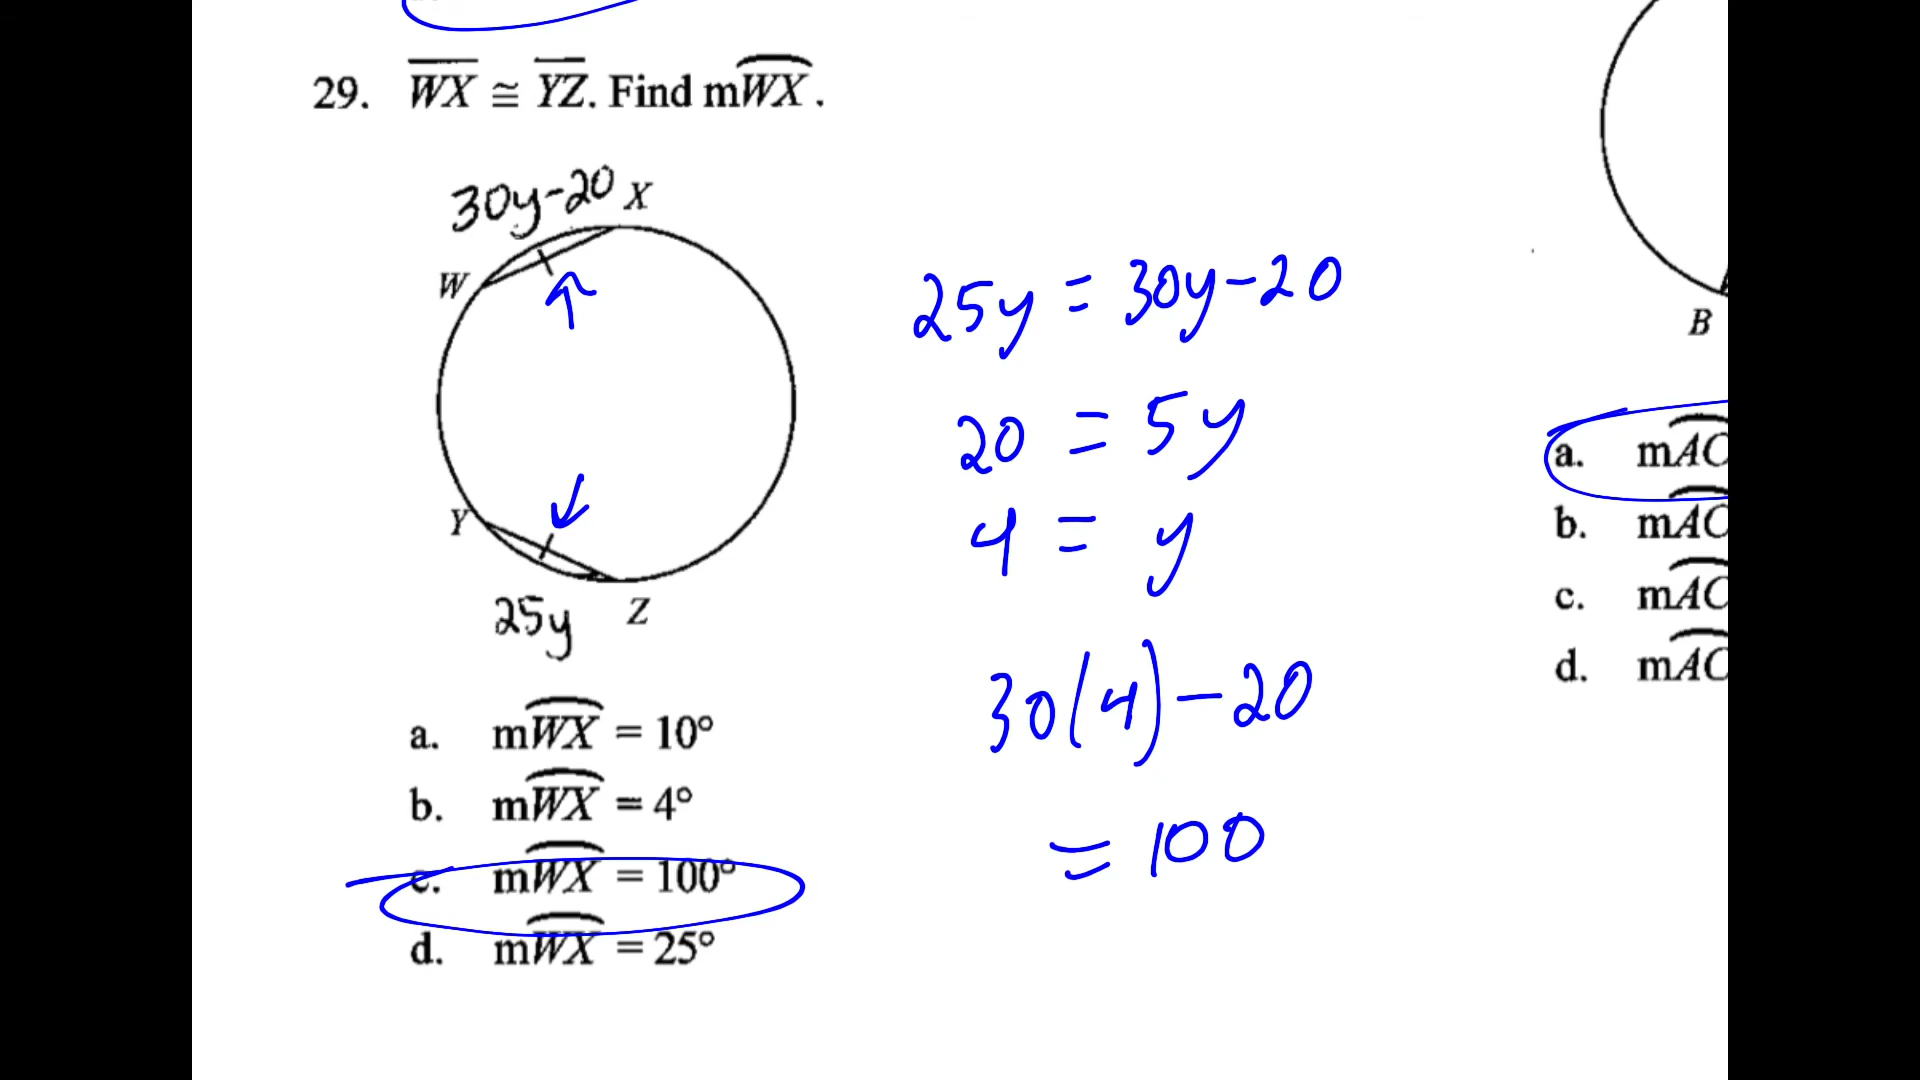 29. WX ≅ YZ. Find mWX.
30y-20 X
W
Y
25y Z
25y = 30y-20
20 = 5y
4 = y
30(4)-20
= 100
a. mWX = 10°
b. mWX = 4°
c. mWX = 100°
d. mWX = 25°
B
a. mAC
b. mAC
c. mAC
d. mAC